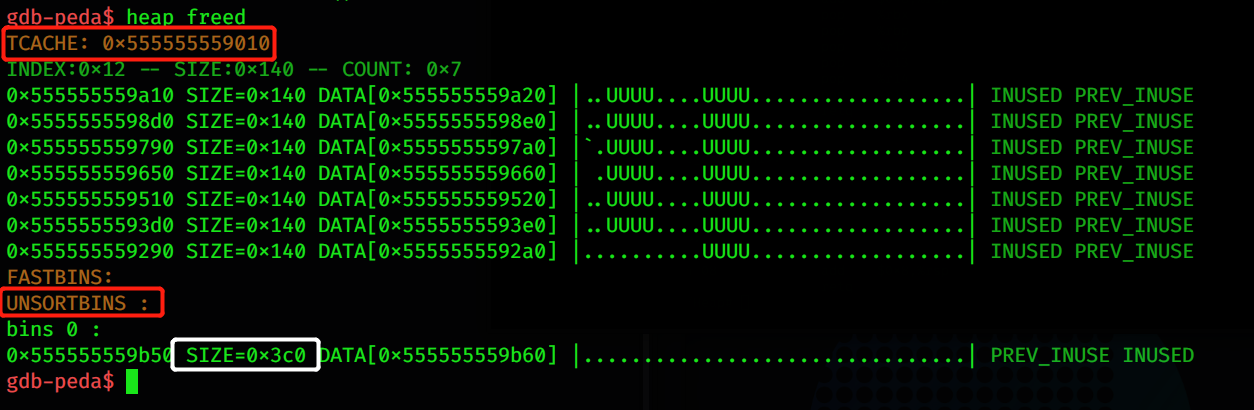 gdb-peda$ heap freed
TCACHE: 0×555555559010
INDEX:0×12 -- SIZE:0×140 -- COUNT: 0×7
0×555555559a10 SIZE=0×140 DATA[0×555555559a20] |..UUUU....UUUU..................| INUSED PREV_INUSE
0×5555555598d0 SIZE=0×140 DATA[0×5555555598e0] |..UUUU....UUUU..................| INUSED PREV_INUSE
0×555555559790 SIZE=0×140 DATA[0×5555555597a0] |`.UUUU....UUUU..................| INUSED PREV_INUSE
0×555555559650 SIZE=0×140 DATA[0×555555559660] | .UUUU....UUUU..................| INUSED PREV_INUSE
0×555555559510 SIZE=0×140 DATA[0×555555559520] |..UUUU....UUUU..................| INUSED PREV_INUSE
0×5555555593d0 SIZE=0×140 DATA[0×5555555593e0] |..UUUU....UUUU..................| INUSED PREV_INUSE
0×555555559290 SIZE=0×140 DATA[0×5555555592a0] |..........UUUU..................| INUSED PREV_INUSE
FASTBINS:
UNSORTBINS :
bins 0 :
0×555555559b50 SIZE=0×3c0 DATA[0×555555559b60] |................................| PREV_INUSE INUSED
gdb-peda$